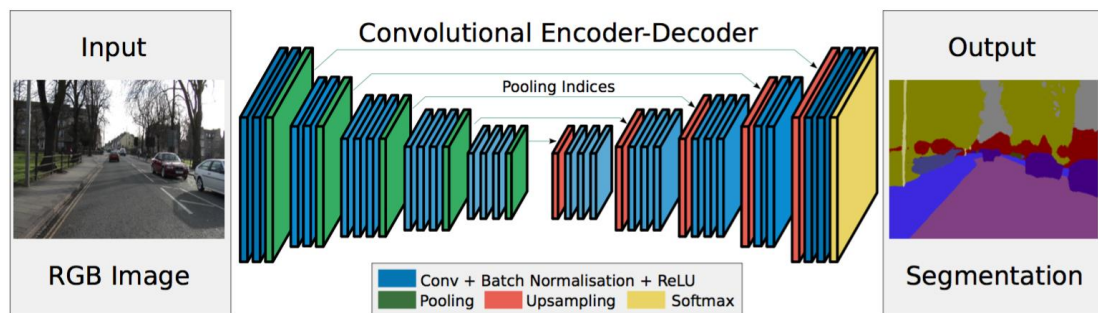 Input
RGB Image
Convolutional Encoder-Decoder
Pooling Indices
Conv + Batch Normalisation + ReLU
Pooling Upsampling Softmax
Output
Segmentation